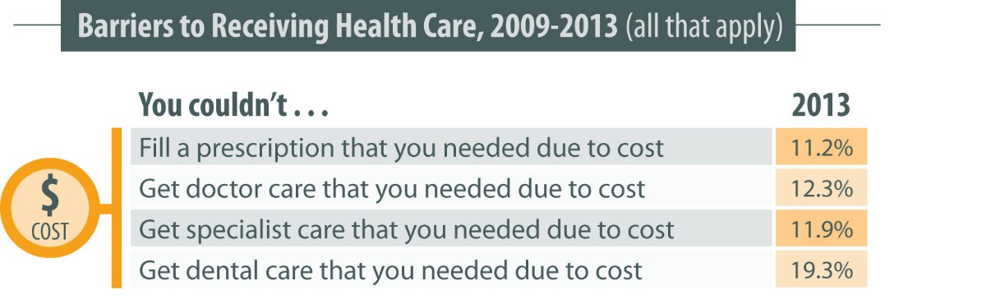 Barriers to Receiving Health Care, 2009-2013 (all that apply)
You couldn't . . . 2013
Fill a prescription that you needed due to cost 11.2%
Get doctor care that you needed due to cost 12.3%
$
COST
Get specialist care that you needed due to cost 11.9%
Get dental care that you needed due to cost 19.3%